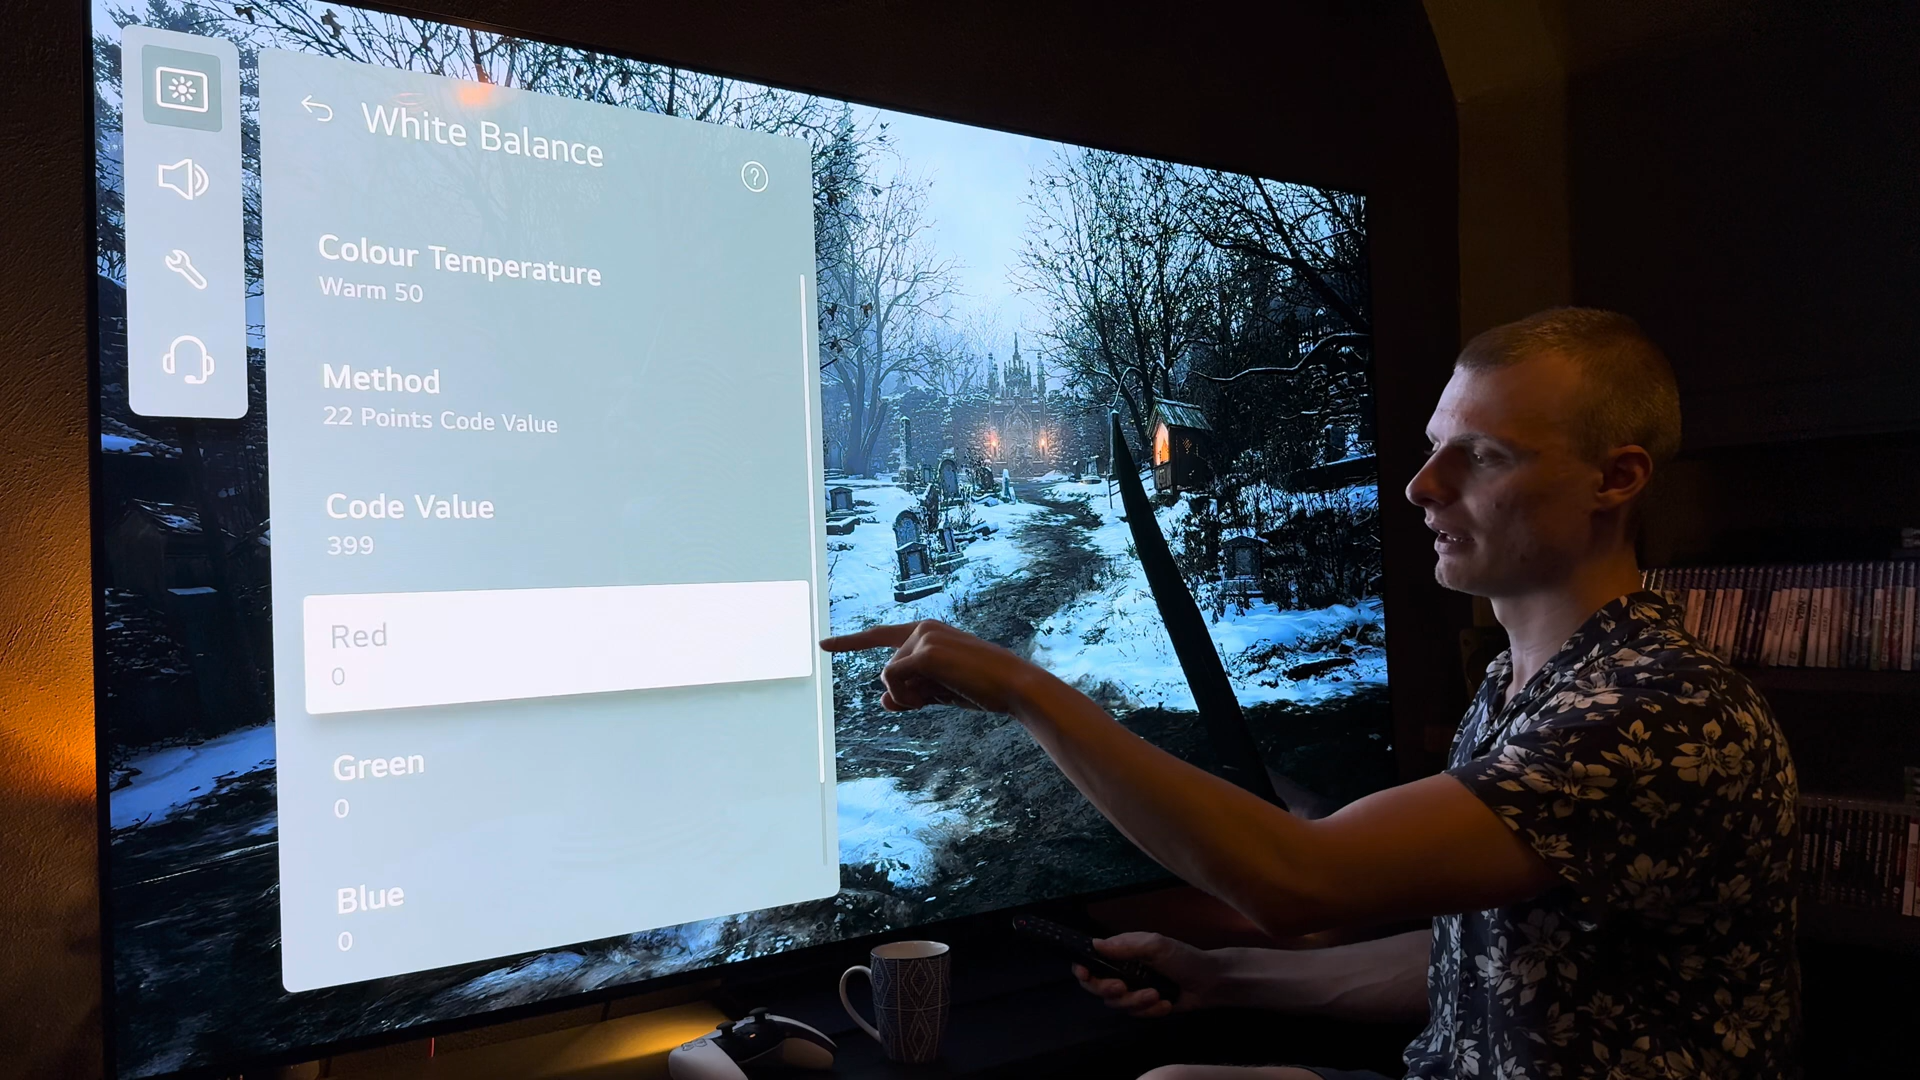 White Balance
?
Colour Temperature
Warm 50
Method
22 Points Code Value
Code Value
399
Red
0
Green
0
Blue
0